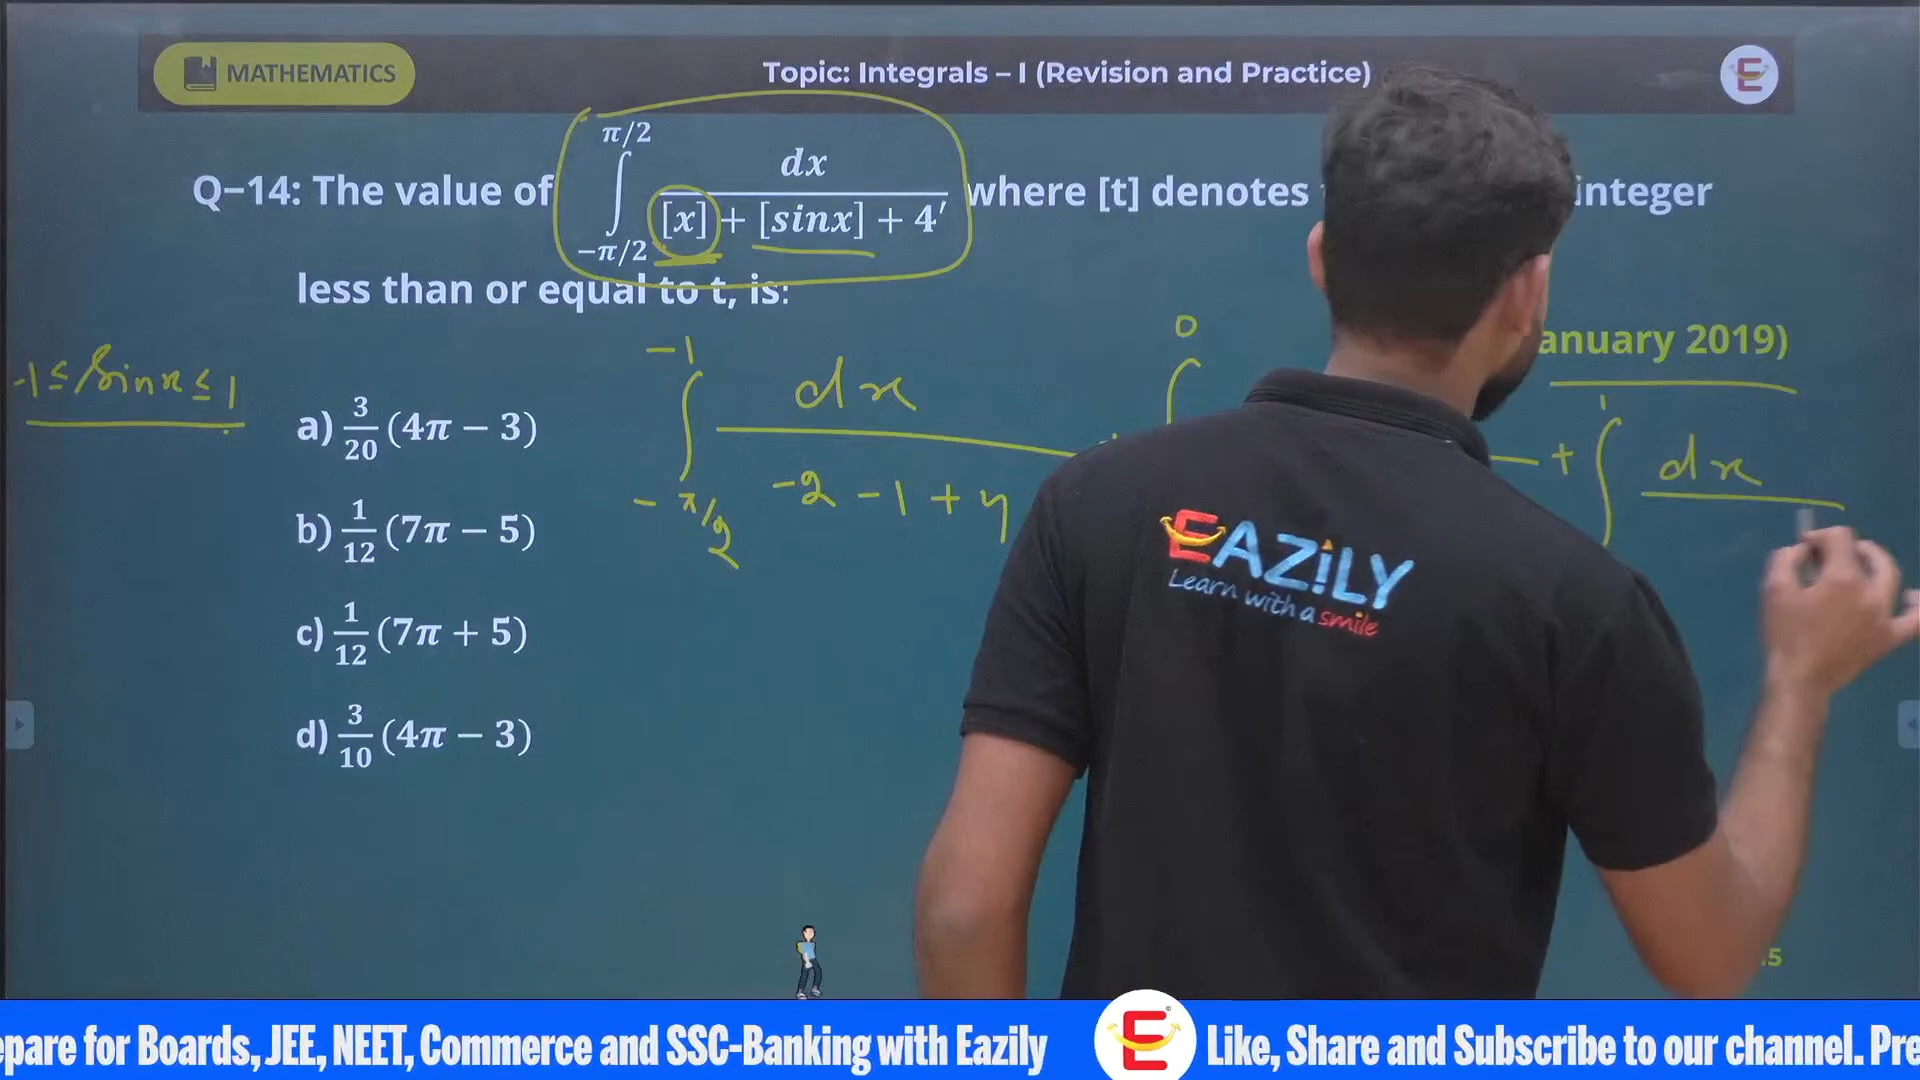 MATHEMATICS
Topic: Integrals – I (Revision and Practice)
E
Q–14: The value of ∫_{-π/2}^{π/2} dx / ([x] + [sinx] + 4), where [t] denotes integer
less than or equal to t, is:
anuary 2019)
-1 ≤ Sinx ≤ 1
∫_{-π/2}^{-1} dx / (-2 -1 + 4
0 ∫
+ ∫^{1} dx
a) 3/20 (4π − 3)
b) 1/12 (7π − 5)
c) 1/12 (7π + 5)
d) 3/10 (4π − 3)
EAZiLY
Learn with a smile
.5
epare for Boards, JEE, NEET, Commerce and SSC-Banking with Eazily E Like, Share and Subscribe to our channel. Pre